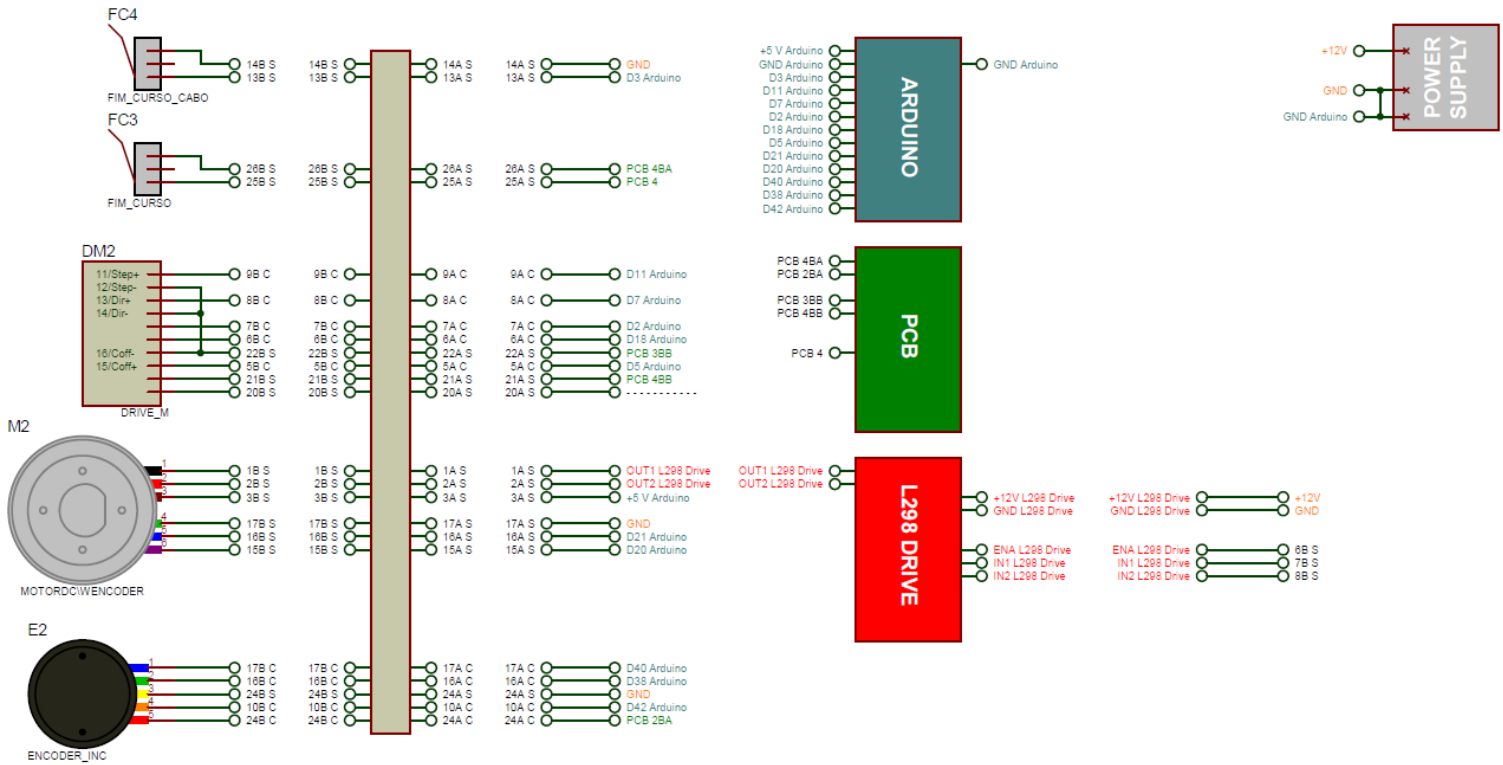 FC4
14B S 14B S 14A S 14A S GND
13B S 13B S 13A S 13A S D3 Arduino
FIM_CURSO_CABO
FC3
26B S 26B S 26A S 26A S PCB 4BA
25B S 25B S 25A S 25A S PCB 4
FIM_CURSO
DM2
11/Step+ 9B C 9B C 9A C 9A C D11 Arduino
12/Step-
13/Dir+ 8B C 8B C 8A C 8A C D7 Arduino
14/Dir-
7B C 7B C 7A C 7A C D2 Arduino
6B C 6B C 6A C 6A C D18 Arduino
16/Coff- 22B S 22B S 22A S 22A S PCB 3BB
15/Coff+ 5B C 5B C 5A C 5A C D5 Arduino
21B S 21B S 21A S 21A S PCB 4BB
20B S 20B S 20A S 20A S -----------
DRIVE_M
M2
1 1B S 1B S 1A S 1A S OUT1 L298 Drive
2 2B S 2B S 2A S 2A S OUT2 L298 Drive
3 3B S 3B S 3A S 3A S +5 V Arduino
4 17B S 17B S 17A S 17A S GND
5 16B S 16B S 16A S 16A S D21 Arduino
6 15B S 15B S 15A S 15A S D20 Arduino
MOTORDC\WENCODER
E2
1 17B C 17B C 17A C 17A C D40 Arduino
2 16B C 16B C 16A C 16A C D38 Arduino
3 24B S 24B S 24A S 24A S GND
4 10B C 10B C 10A C 10A C D42 Arduino
5 24B C 24B C 24A C 24A C PCB 2BA
ENCODER_INC
+5 V Arduino
GND Arduino
D3 Arduino
D11 Arduino
D7 Arduino
D2 Arduino
D18 Arduino
D5 Arduino
D21 Arduino
D20 Arduino
D40 Arduino
D38 Arduino
D42 Arduino
ARDUINO
GND Arduino
PCB 4BA
PCB 2BA
PCB 3BB
PCB 4BB
PCB 4
PCB
OUT1 L298 Drive
OUT2 L298 Drive
L298 DRIVE
+12V L298 Drive +12V L298 Drive +12V
GND L298 Drive GND L298 Drive GND
ENA L298 Drive ENA L298 Drive 6B S
IN1 L298 Drive IN1 L298 Drive 7B S
IN2 L298 Drive IN2 L298 Drive 8B S
+12V
GND
GND Arduino
POWER
SUPPLY